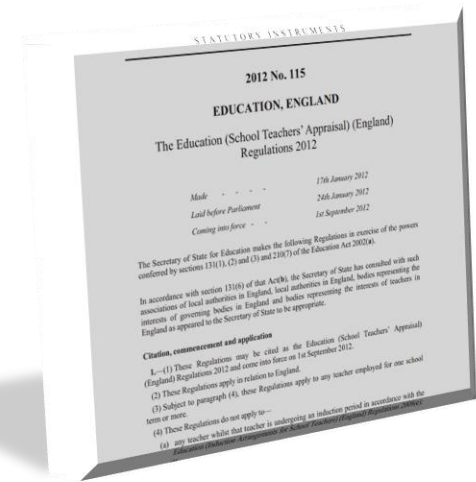 STATUTORY INSTRUMENTS
2012 No. 115
EDUCATION, ENGLAND
The Education (School Teachers' Appraisal) (England)
Regulations 2012
Made - - - - 17th January 2012
Laid before Parliament 24th January 2012
Coming into force - - 1st September 2012
The Secretary of State for Education makes the following Regulations in exercise of the powers
conferred by sections 131(1), (2) and (3) and 210(7) of the Education Act 2002(a).
In accordance with section 131(6) of that Act(b), the Secretary of State has consulted with such
associations of local authorities in England, local authorities in England, bodies representing the
interests of governing bodies in England and bodies representing the interests of teachers in
England as appeared to the Secretary of State to be appropriate.
Citation, commencement and application
1.—(1) These Regulations may be cited as the Education (School Teachers' Appraisal)
(England) Regulations 2012 and come into force on 1st September 2012.
(2) These Regulations apply in relation to England.
(3) Subject to paragraph (4), these Regulations apply to any teacher employed for one school
term or more.
(4) These Regulations do not apply to—
(a) any teacher whilst that teacher is undergoing an induction period in accordance with the
Education (Induction Arrangements for School Teachers) (England) Regulations 2008(c),